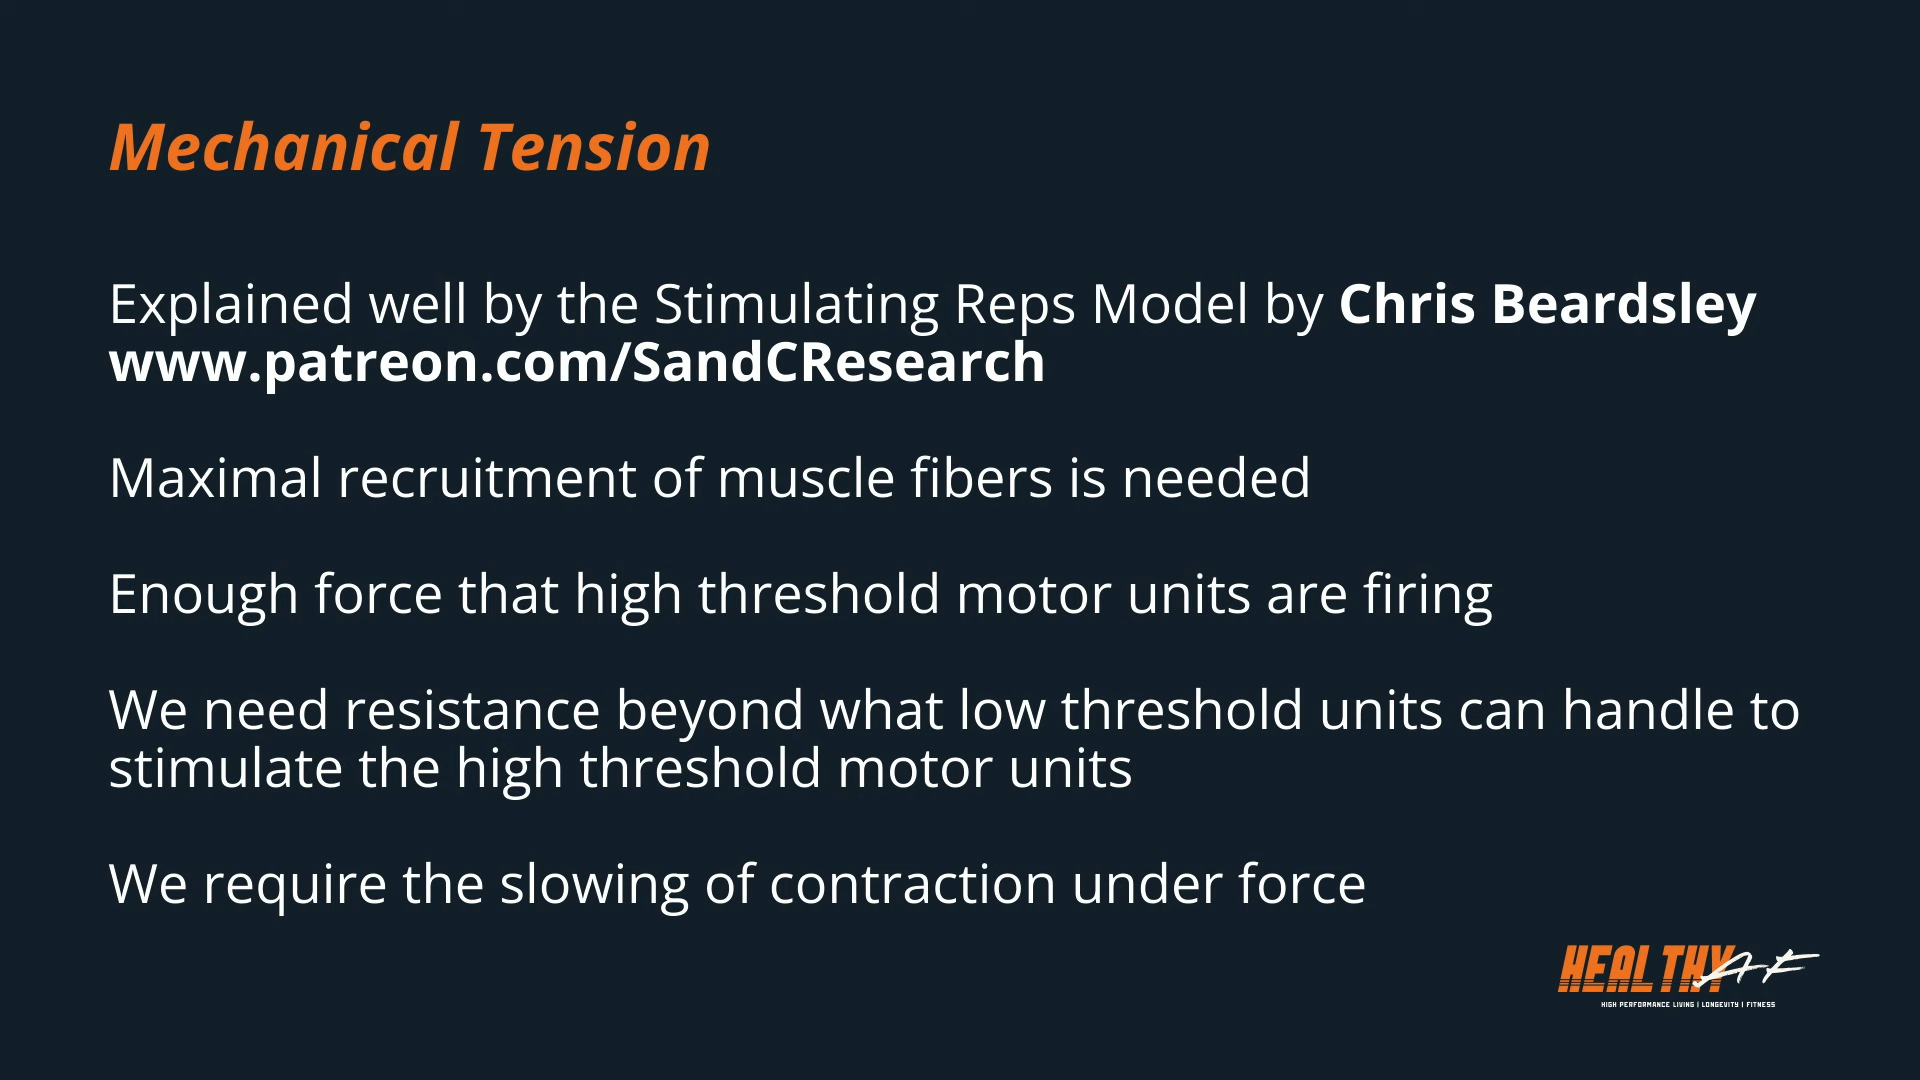 Mechanical Tension
Explained well by the Stimulating Reps Model by Chris Beardsley
www.patreon.com/SandCResearch
Maximal recruitment of muscle fibers is needed
Enough force that high threshold motor units are firing
We need resistance beyond what low threshold units can handle to
stimulate the high threshold motor units
We require the slowing of contraction under force
HEALTHY AF
HIGH PERFORMANCE LIVING | LONGEVITY | FITNESS